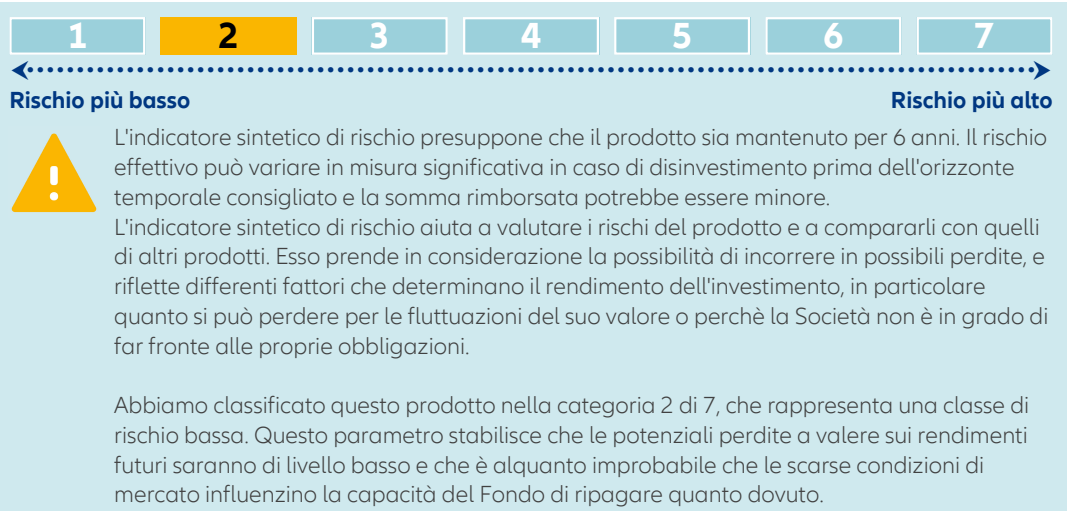 1 2 3 4 5 6 7
Rischio più basso Rischio più alto
L'indicatore sintetico di rischio presuppone che il prodotto sia mantenuto per 6 anni. Il rischio
effettivo può variare in misura significativa in caso di disinvestimento prima dell'orizzonte
temporale consigliato e la somma rimborsata potrebbe essere minore.
L'indicatore sintetico di rischio aiuta a valutare i rischi del prodotto e a compararli con quelli
di altri prodotti. Esso prende in considerazione la possibilità di incorrere in possibili perdite, e
riflette differenti fattori che determinano il rendimento dell'investimento, in particolare
quanto si può perdere per le fluttuazioni del suo valore o perchè la Società non è in grado di
far fronte alle proprie obbligazioni.
Abbiamo classificato questo prodotto nella categoria 2 di 7, che rappresenta una classe di
rischio bassa. Questo parametro stabilisce che le potenziali perdite a valere sui rendimenti
futuri saranno di livello basso e che è alquanto improbabile che le scarse condizioni di
mercato influenzino la capacità del Fondo di ripagare quanto dovuto.